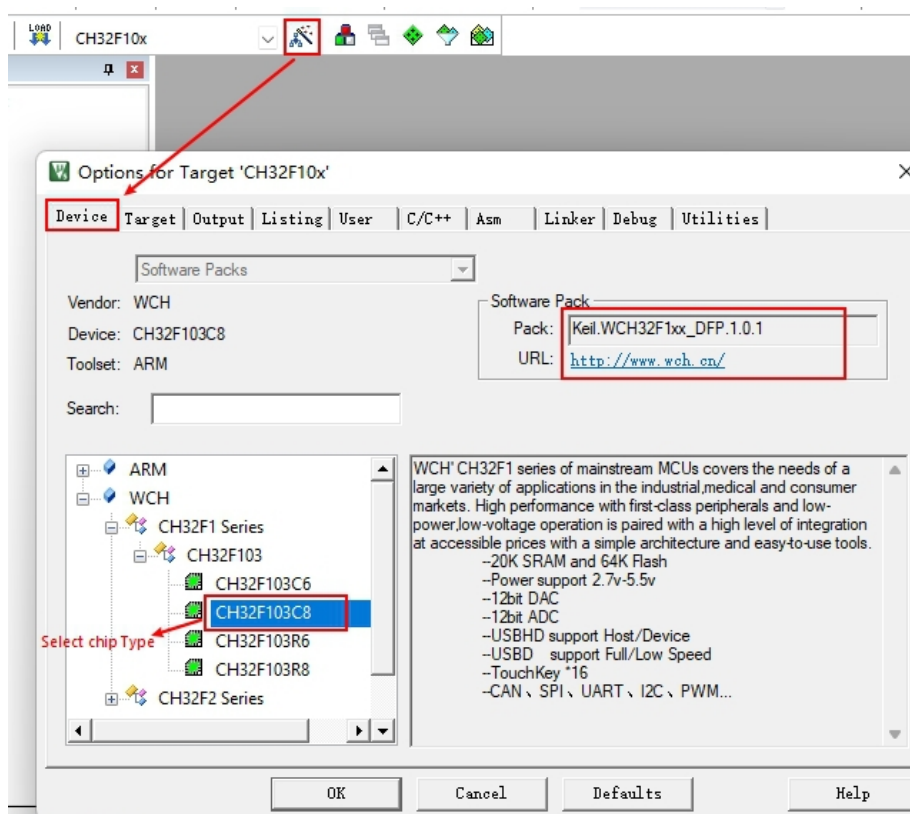 LOAD
CH32F10x
Options for Target 'CH32F10x'
Device Target Output Listing User C/C++ Asm Linker Debug Utilities
Software Packs
Vendor: WCH
Device: CH32F103C8
Toolset: ARM
Software Pack
Pack: Keil.WCH32F1xx_DFP.1.0.1
URL: http://www.wch.cn/
Search:
ARM
WCH
CH32F1 Series
CH32F103
CH32F103C6
CH32F103C8
CH32F103R6
CH32F103R8
CH32F2 Series
Select chip Type
WCH' CH32F1 series of mainstream MCUs covers the needs of a
large variety of applications in the industrial,medical and consumer
markets. High performance with first-class peripherals and low-
power,low-voltage operation is paired with a high level of integration
at accessible prices with a simple architecture and easy-to-use tools.
--20K SRAM and 64K Flash
--Power support 2.7v-5.5v
--12bit DAC
--12bit ADC
--USBHD support Host/Device
--USBD support Full/Low Speed
--TouchKey *16
--CAN、SPI、UART、I2C、PWM...
OK Cancel Defaults Help